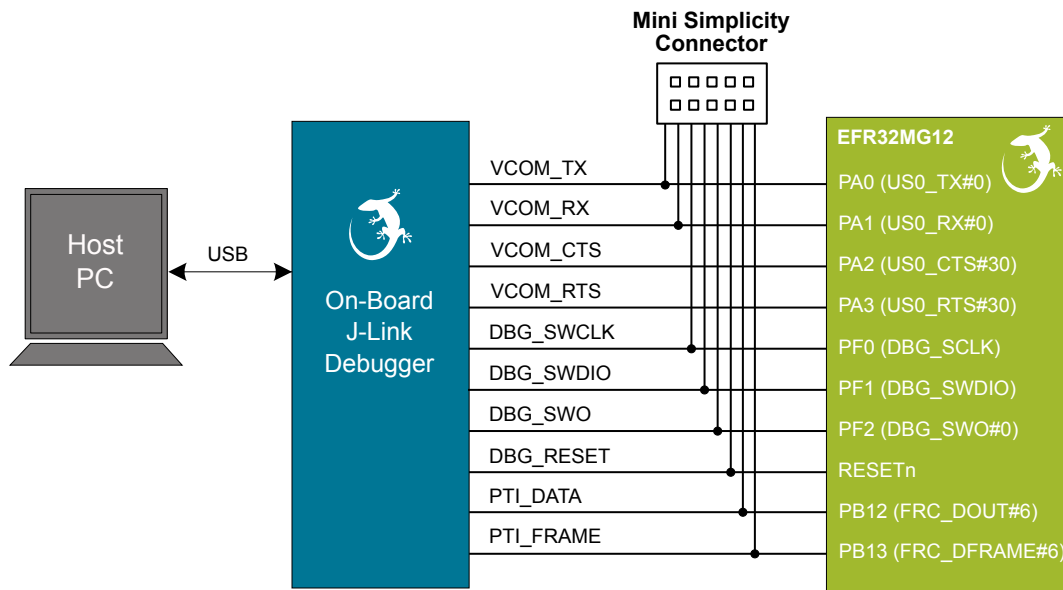 Mini Simplicity
Connector
EFR32MG12
VCOM_TX
PA0 (US0_TX#0)
VCOM_RX
PA1 (US0_RX#0)
Host
PC
USB
VCOM_CTS
PA2 (US0_CTS#30)
On-Board
J-Link
Debugger
VCOM_RTS
PA3 (US0_RTS#30)
DBG_SWCLK
PF0 (DBG_SCLK)
DBG_SWDIO
PF1 (DBG_SWDIO)
DBG_SWO
PF2 (DBG_SWO#0)
DBG_RESET
RESETn
PTI_DATA
PB12 (FRC_DOUT#6)
PTI_FRAME
PB13 (FRC_DFRAME#6)